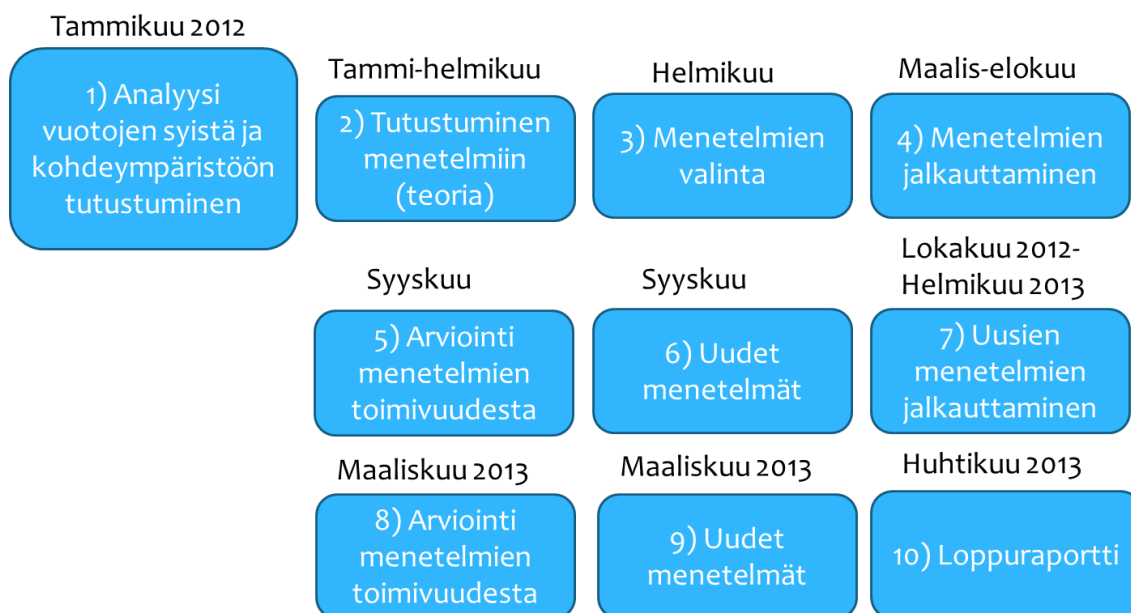 Tammikuu 2012
1) Analyysi
vuotojen syistä ja
kohdeympäristöön
tutustuminen
Tammi-helmikuu
2) Tutustuminen
menetelmiin
(teoria)
Helmikuu
3) Menetelmien
valinta
Maalis-elokuu
4) Menetelmien
jalkauttaminen
Syyskuu
5) Arviointi
menetelmien
toimivuudesta
Syyskuu
6) Uudet
menetelmät
Lokakuu 2012-
Helmikuu 2013
7) Uusien
menetelmien
jalkauttaminen
Maaliskuu 2013
8) Arviointi
menetelmien
toimivuudesta
Maaliskuu 2013
9) Uudet
menetelmät
Huhtikuu 2013
10) Loppuraportti